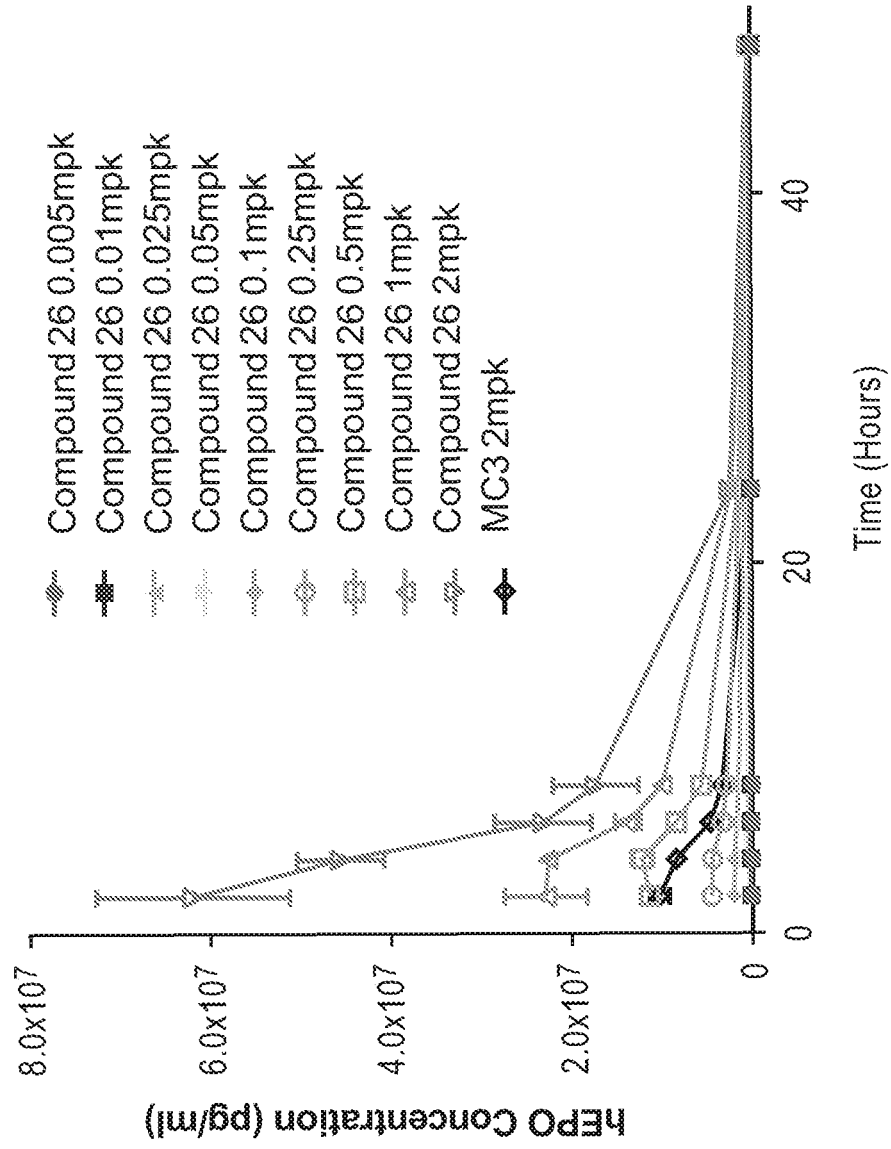 hEPO Concentration (pg/ml)
8.0x10⁷
6.0x10⁷
4.0x10⁷
2.0x10⁷
0
0
20
40
Time (Hours)
Compound 26 0.005mpk
Compound 26 0.01mpk
Compound 26 0.025mpk
Compound 26 0.05mpk
Compound 26 0.1mpk
Compound 26 0.25mpk
Compound 26 0.5mpk
Compound 26 1mpk
Compound 26 2mpk
MC3 2mpk